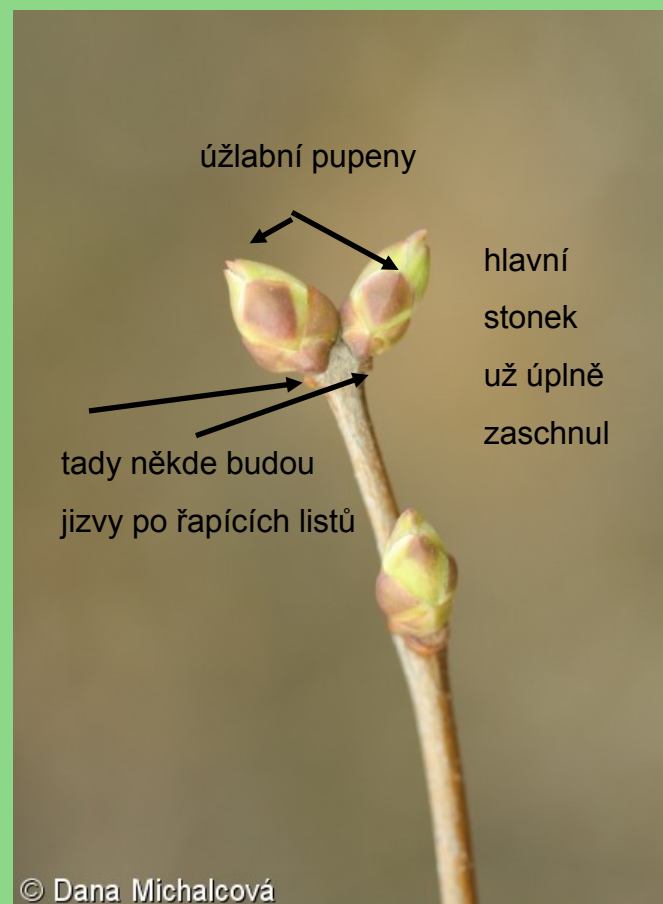 úžlabní pupeny
hlavní
stonek
už úplně
zaschnul
tady někde budou
jizvy po řapících listů
© Dana Michalcová